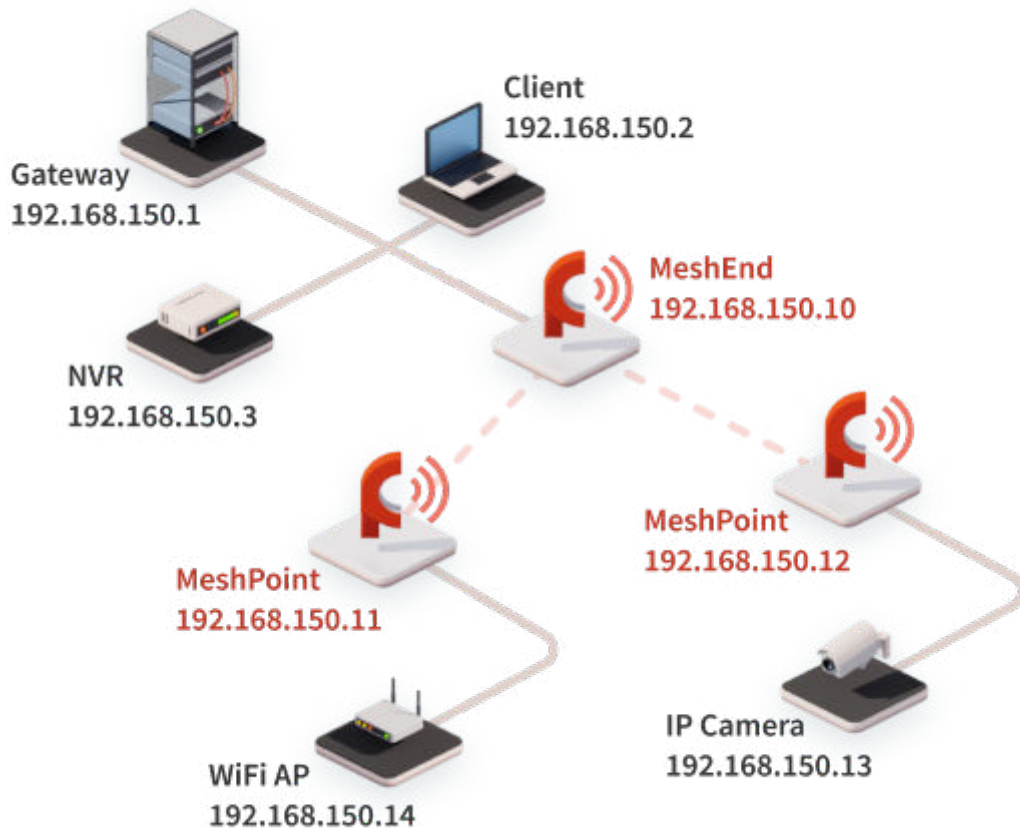 Client
192.168.150.2
Gateway
192.168.150.1
MeshEnd
192.168.150.10
NVR
192.168.150.3
MeshPoint
192.168.150.12
MeshPoint
192.168.150.11
IP Camera
192.168.150.13
WiFi AP
192.168.150.14